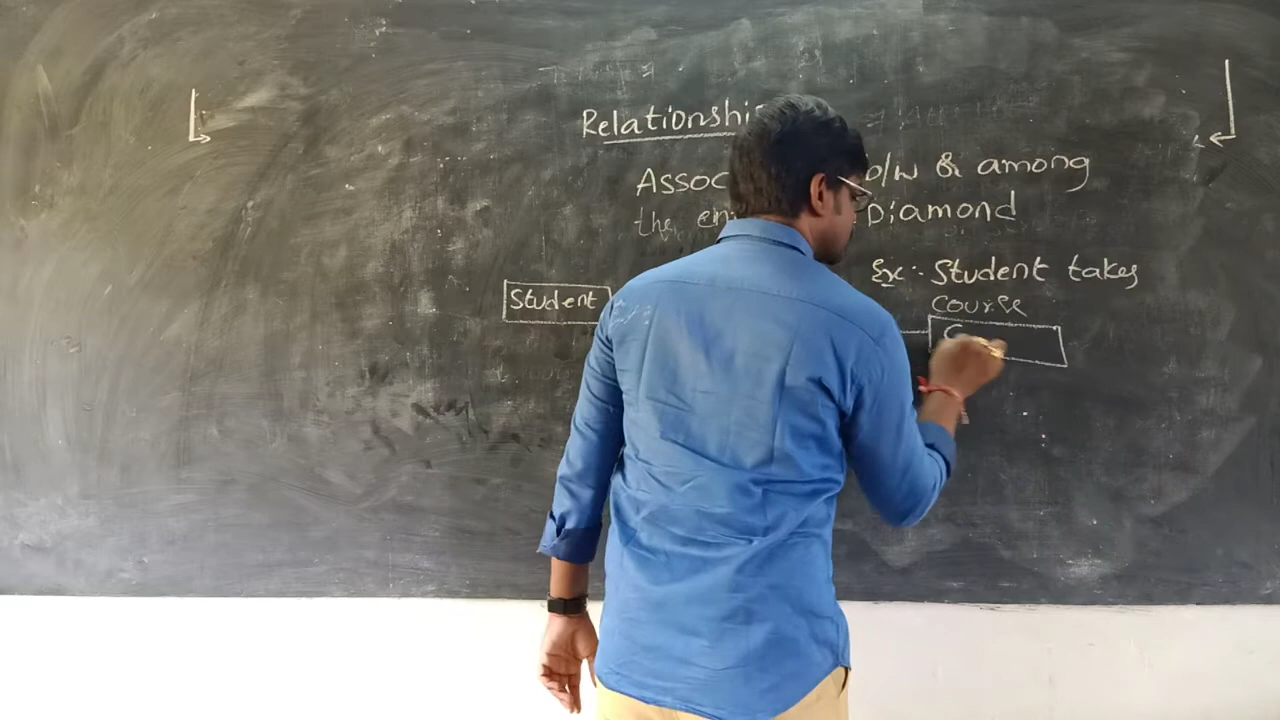 Relationshi
Assoc b/w & among
the en Diamond
Ex:- Student takes
course
Student
C